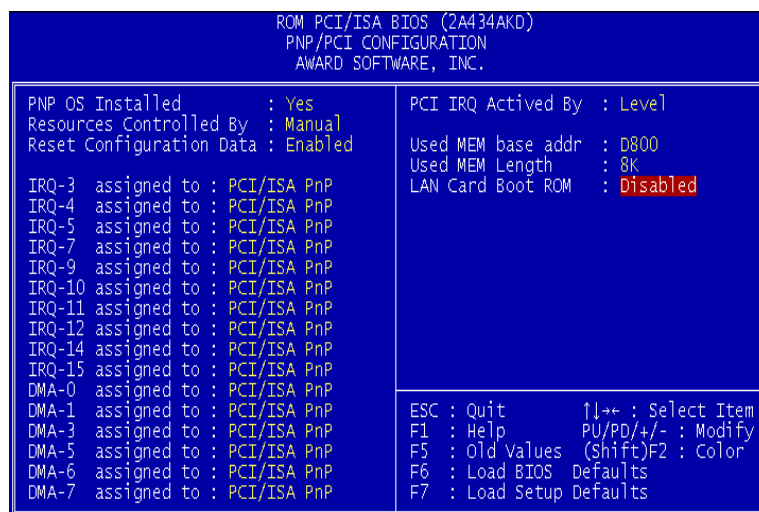 ROM PCI/ISA BIOS (2A434AKD)
PNP/PCI CONFIGURATION
AWARD SOFTWARE, INC.
PNP OS Installed : Yes
Resources Controlled By : Manual
Reset Configuration Data : Enabled
IRQ-3 assigned to : PCI/ISA PnP
IRQ-4 assigned to : PCI/ISA PnP
IRQ-5 assigned to : PCI/ISA PnP
IRQ-7 assigned to : PCI/ISA PnP
IRQ-9 assigned to : PCI/ISA PnP
IRQ-10 assigned to : PCI/ISA PnP
IRQ-11 assigned to : PCI/ISA PnP
IRQ-12 assigned to : PCI/ISA PnP
IRQ-14 assigned to : PCI/ISA PnP
IRQ-15 assigned to : PCI/ISA PnP
DMA-0 assigned to : PCI/ISA PnP
DMA-1 assigned to : PCI/ISA PnP
DMA-3 assigned to : PCI/ISA PnP
DMA-5 assigned to : PCI/ISA PnP
DMA-6 assigned to : PCI/ISA PnP
DMA-7 assigned to : PCI/ISA PnP
PCI IRQ Actived By : Level
Used MEM base addr : D800
Used MEM Length : 8K
LAN Card Boot ROM : Disabled
ESC : Quit ↑↓→← : Select Item
F1 : Help PU/PD/+/- : Modify
F5 : Old Values (Shift)F2 : Color
F6 : Load BIOS Defaults
F7 : Load Setup Defaults